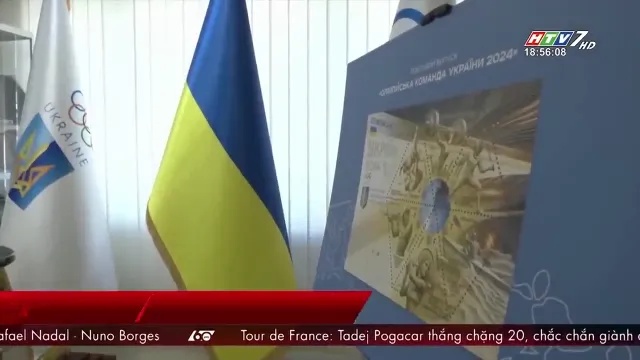 HTV7 HD
18:56:08
ОЛІМПІЙСЬКА КОМАНДА УКРАЇНИ 2024»
UKRAINE
afael Nadal - Nuno Borges
60
Tour de France: Tadej Pogacar thắng chặng 20, chắc chắn giành